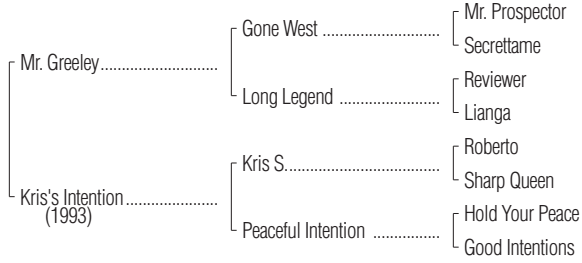 Mr. Prospector
Gone West ..............................
Secrettame
Mr. Greeley..............................
Reviewer
Long Legend .........................
Lianga
Roberto
Kris S.......................................
Sharp Queen
Kris's Intention.......................
(1993)
Hold Your Peace
Peaceful Intention .................
Good Intentions